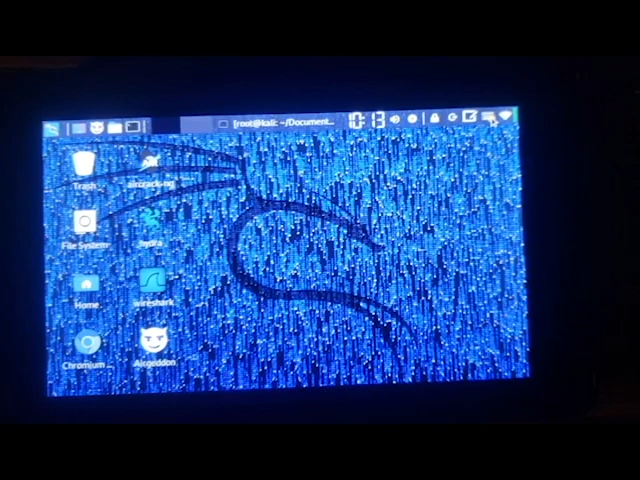 [root@kali: ~/Document...
10:13
Trash
aircrack-ng
File System
hydra
Home
wireshark
Chromium ...
Airgeddon